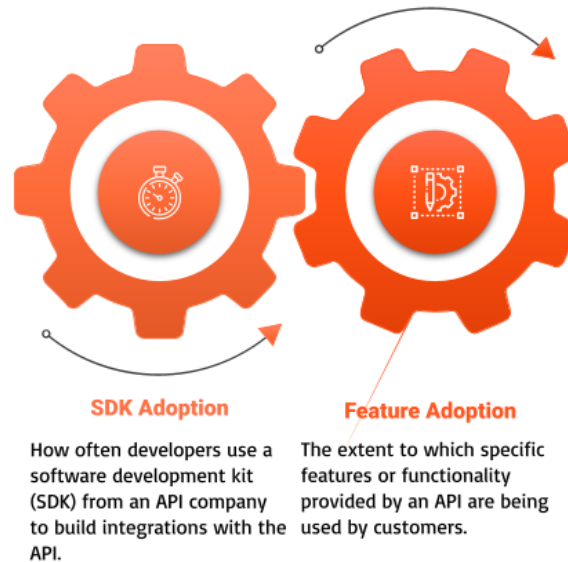 SDK Adoption
How often developers use a
software development kit
(SDK) from an API company
to build integrations with the
API.
Feature Adoption
The extent to which specific
features or functionality
provided by an API are being
used by customers.